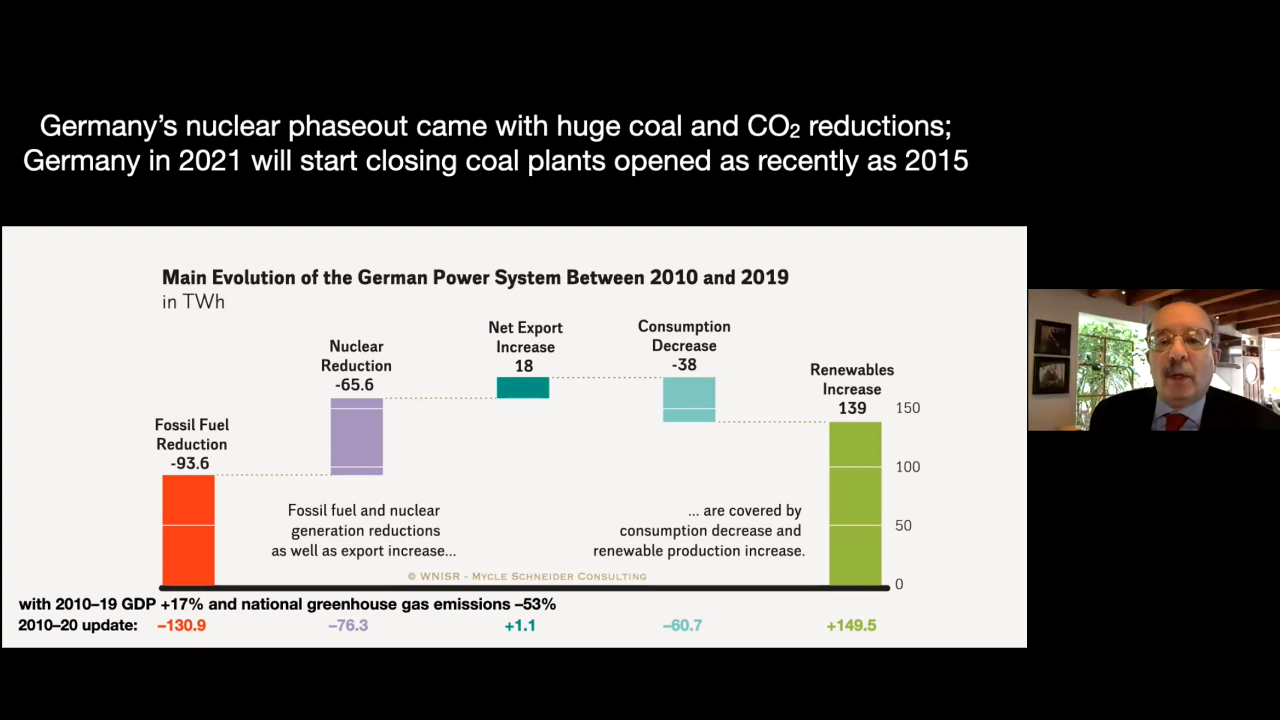 Germany's nuclear phaseout came with huge coal and CO₂ reductions;
Germany in 2021 will start closing coal plants opened as recently as 2015
Main Evolution of the German Power System Between 2010 and 2019
in TWh
Fossil Fuel
Reduction
-93.6
Nuclear
Reduction
-65.6
Net Export
Increase
18
Consumption
Decrease
-38
Renewables
Increase
139
150
100
50
0
Fossil fuel and nuclear
generation reductions
as well as export increase...
... are covered by
consumption decrease and
renewable production increase.
© WNISR - Mycle Schneider Consulting
with 2010–19 GDP +17% and national greenhouse gas emissions –53%
2010–20 update: –130.9 –76.3 +1.1 –60.7 +149.5